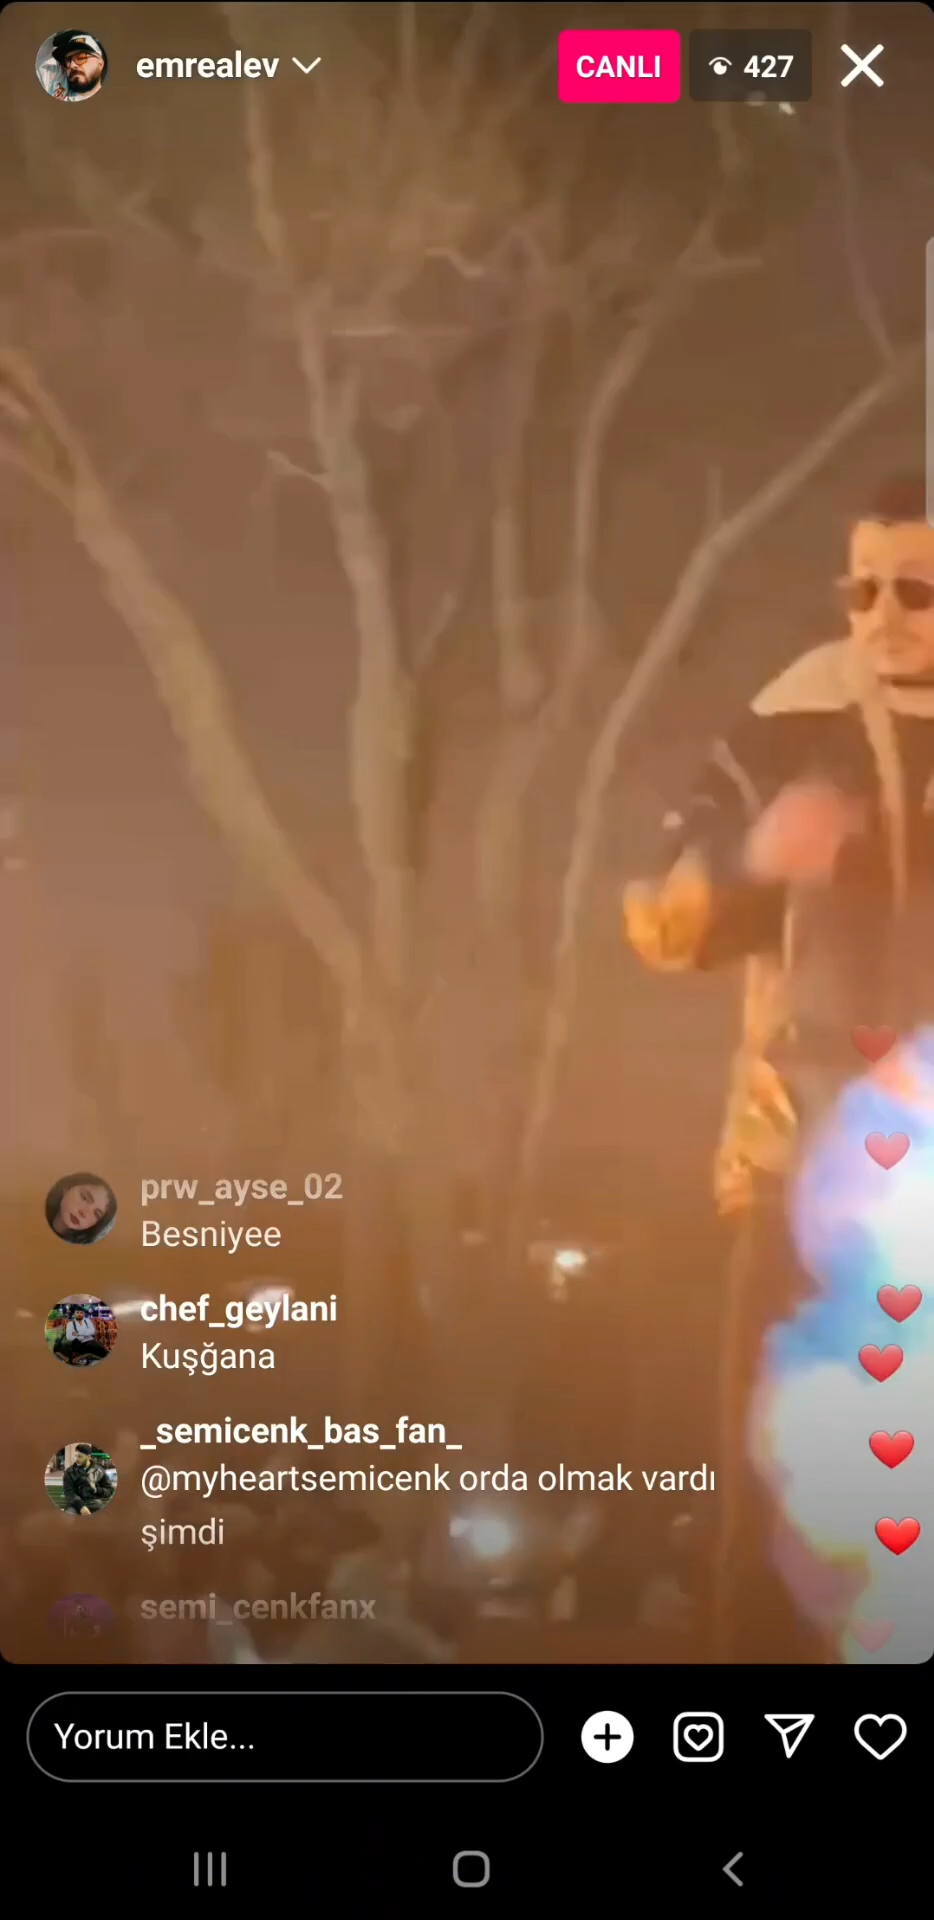 emrealev
CANLI
427
prw_ayse_02
Besniyee
chef_geylani
Kuşğana
_semicenk_bas_fan_
@myheartsemicenk orda olmak vardı
şimdi
semi_cenkfanx
Yorum Ekle...